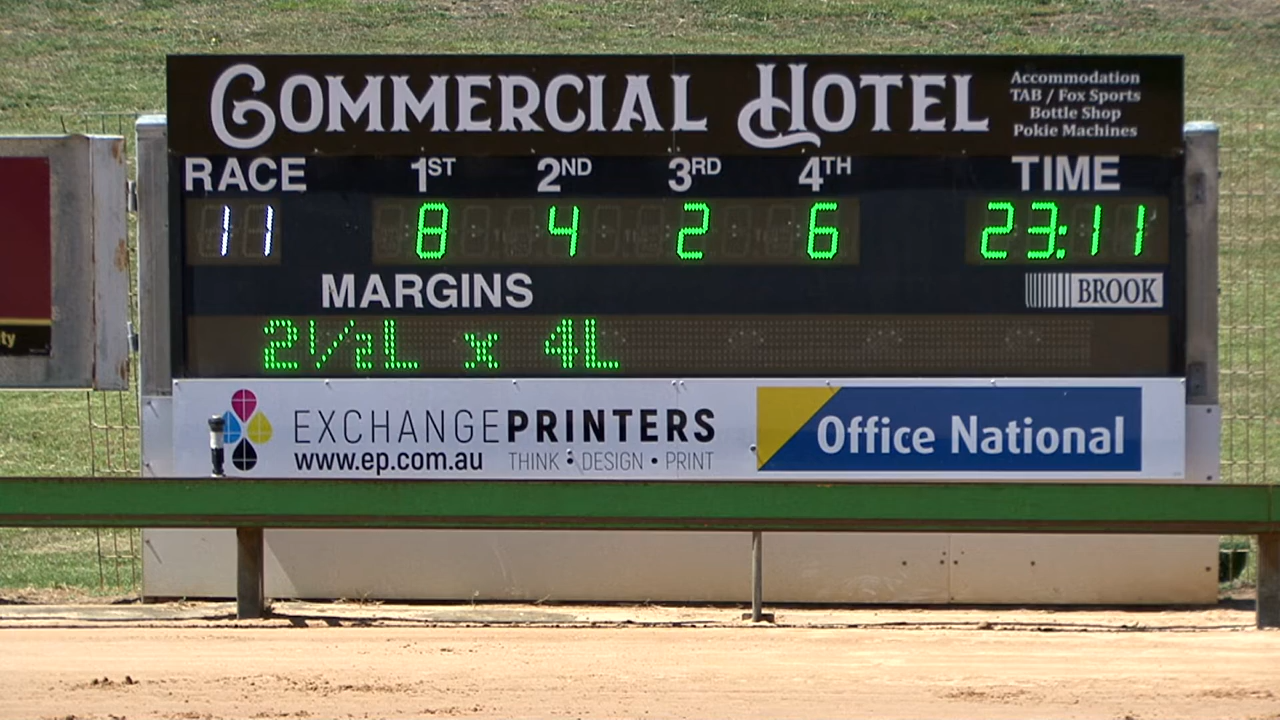 COMMERCIAL HOTEL
Accommodation
TAB / Fox Sports
Bottle Shop
Pokie Machines
RACE 1ST 2ND 3RD 4TH TIME
11 8 4 2 6 23:11
MARGINS
BROOK
2½L x 4L
ty
EXCHANGEPRINTERS
www.ep.com.au THINK • DESIGN • PRINT
Office National